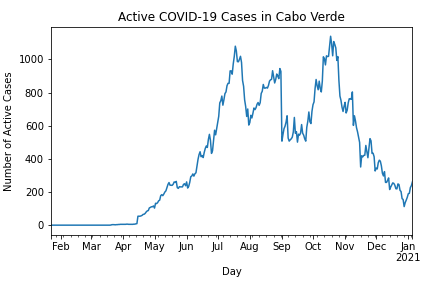 Active COVID-19 Cases in Cabo Verde
Number of Active Cases
1000
800
600
400
200
0
Feb Mar Apr May Jun Jul Aug Sep Oct Nov Dec Jan
2021
Day